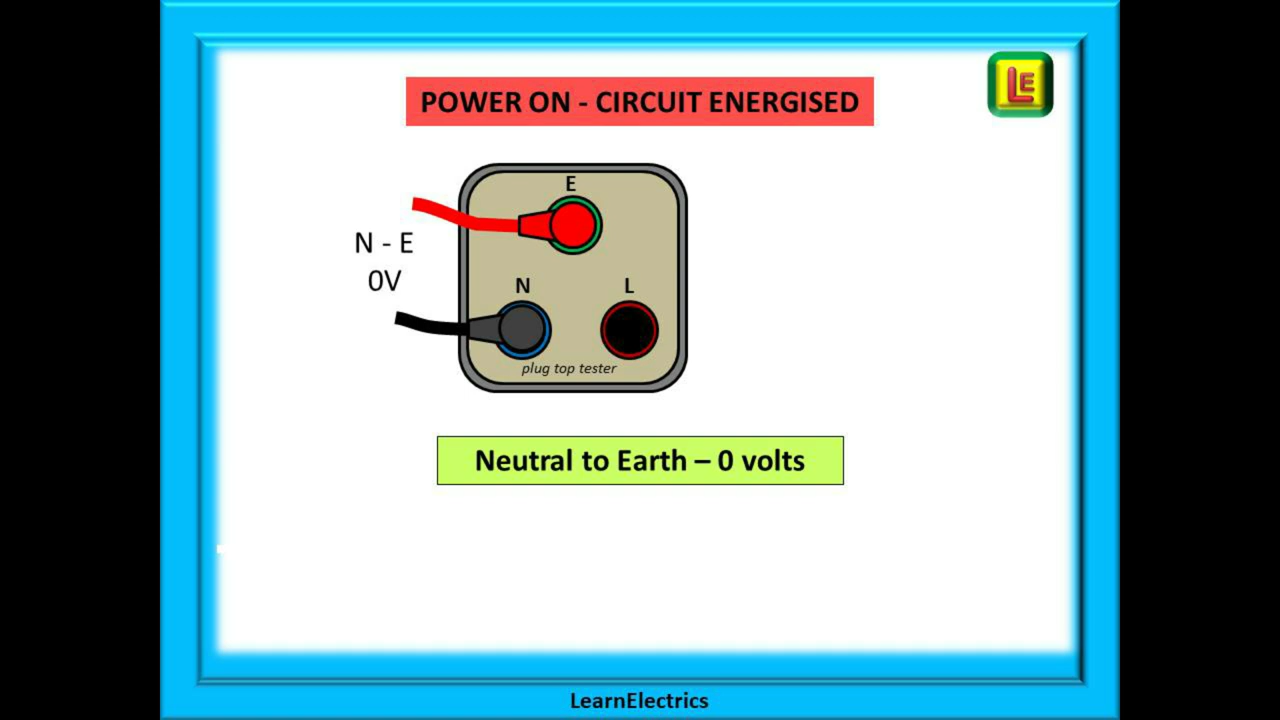 POWER ON - CIRCUIT ENERGISED
LE
E
N - E
0V
N
L
plug top tester
Neutral to Earth – 0 volts
LearnElectrics